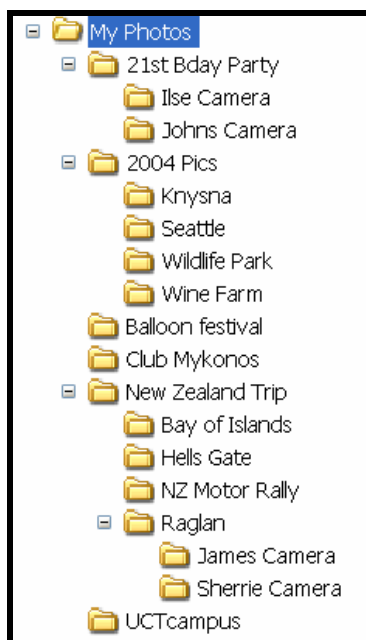 My Photos
21st Bday Party
Ilse Camera
Johns Camera
2004 Pics
Knysna
Seattle
Wildlife Park
Wine Farm
Balloon festival
Club Mykonos
New Zealand Trip
Bay of Islands
Hells Gate
NZ Motor Rally
Raglan
James Camera
Sherrie Camera
UCTcampus